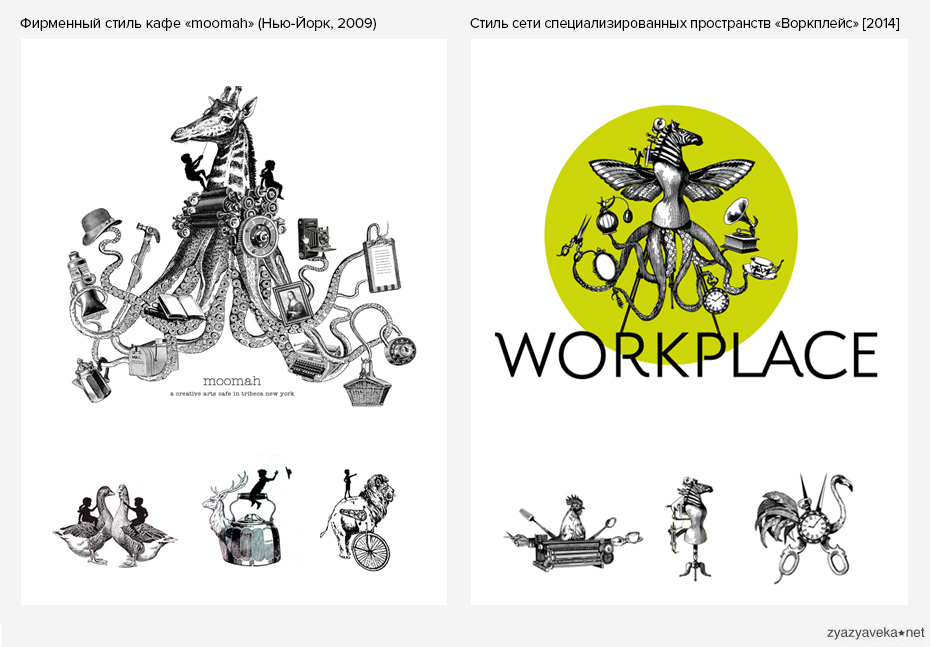 Фирменный стиль кафе «moomah» (Нью-Йорк, 2009)
Стиль сети специализированных пространств «Воркплейс» [2014]
moomah
a creative arts cafe in tribeca new york
WORKPLACE
zyazyaveka★net